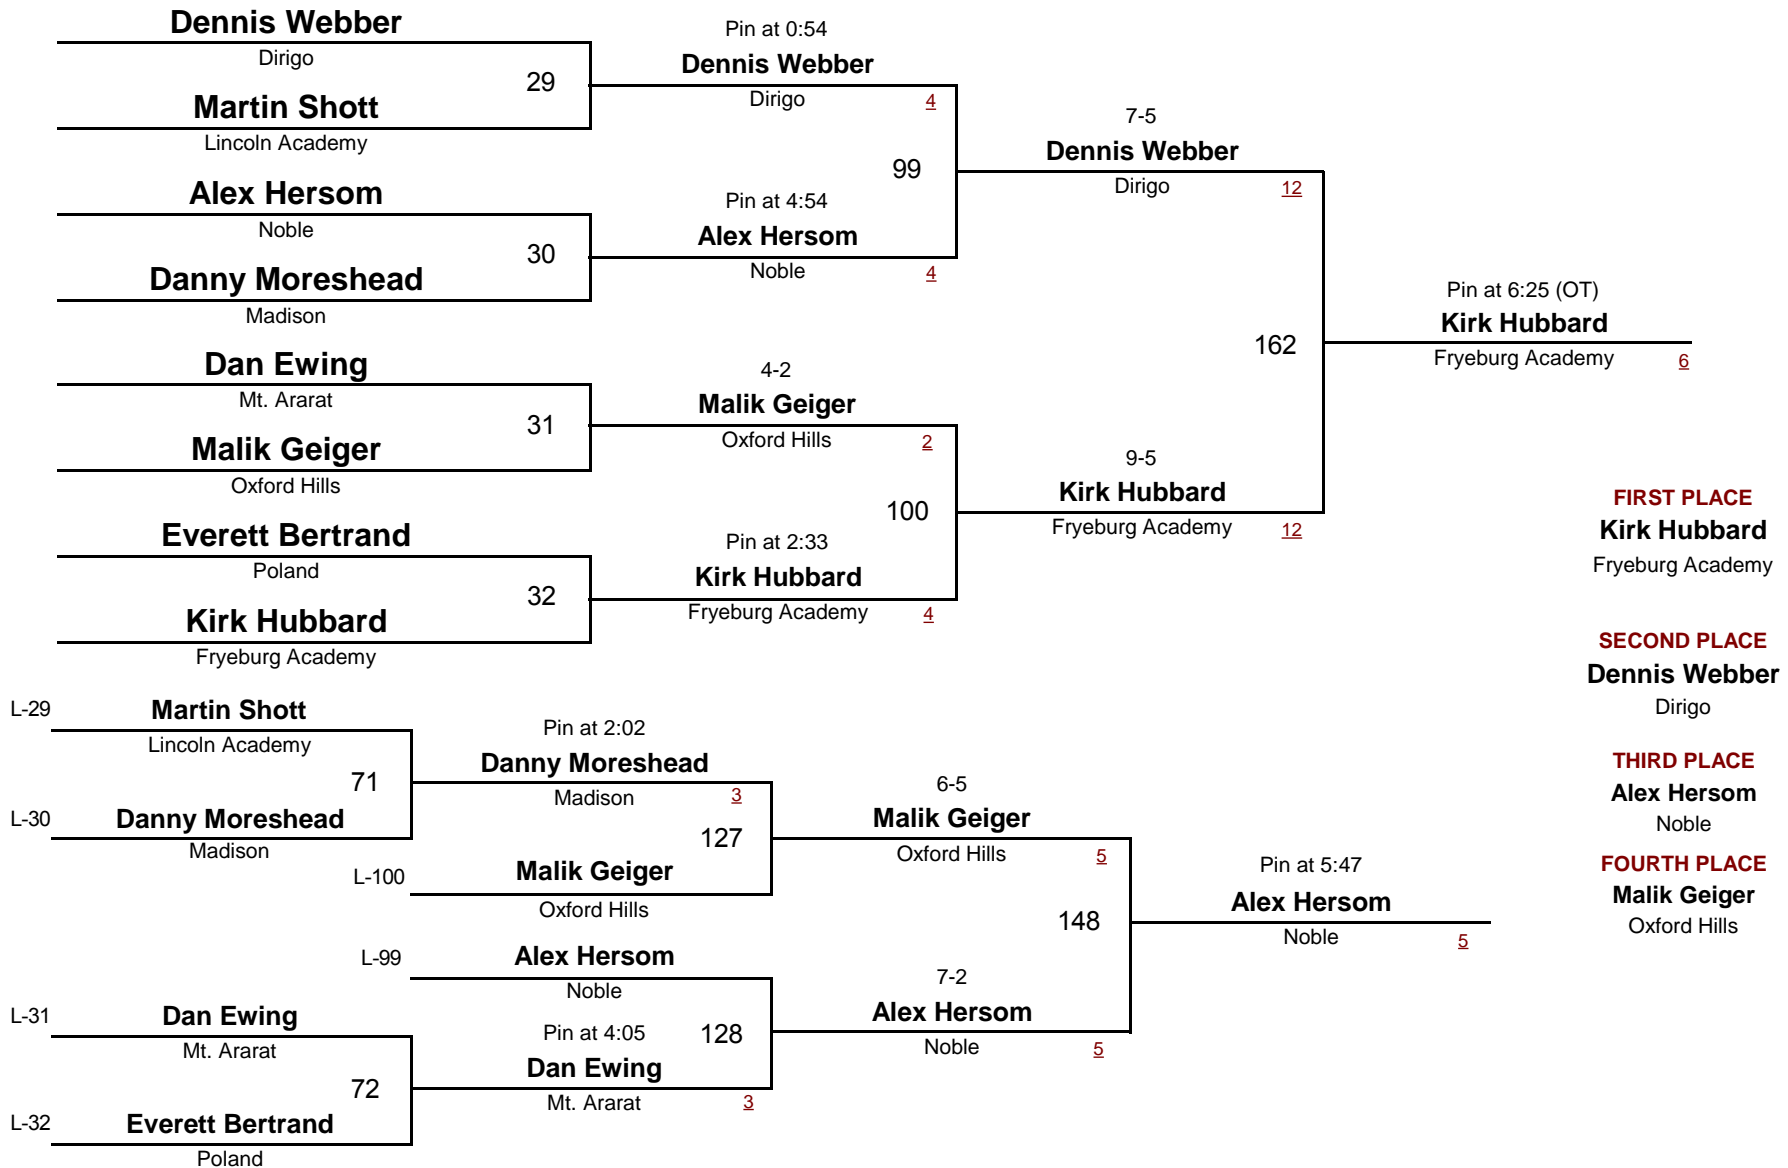 Dennis Webber
Dirigo
29
Martin Shott
Lincoln Academy
Pin at 0:54
Dennis Webber
Dirigo
4
Alex Hersom
Noble
30
Danny Moreshead
Madison
Pin at 4:54
Alex Hersom
Noble
4
99
7-5
Dennis Webber
Dirigo
12
Dan Ewing
Mt. Ararat
31
Malik Geiger
Oxford Hills
4-2
Malik Geiger
Oxford Hills
2
Everett Bertrand
Poland
32
Kirk Hubbard
Fryeburg Academy
Pin at 2:33
Kirk Hubbard
Fryeburg Academy
4
100
9-5
Kirk Hubbard
Fryeburg Academy
12
162
Pin at 6:25 (OT)
Kirk Hubbard
Fryeburg Academy
6
FIRST PLACE
Kirk Hubbard
Fryeburg Academy
SECOND PLACE
Dennis Webber
Dirigo
THIRD PLACE
Alex Hersom
Noble
FOURTH PLACE
Malik Geiger
Oxford Hills
L-29
Martin Shott
Lincoln Academy
71
L-30
Danny Moreshead
Madison
Pin at 2:02
Danny Moreshead
Madison
3
127
L-100
Malik Geiger
Oxford Hills
6-5
Malik Geiger
Oxford Hills
5
L-99
Alex Hersom
Noble
128
L-31
Dan Ewing
Mt. Ararat
72
L-32
Everett Bertrand
Poland
Pin at 4:05
Dan Ewing
Mt. Ararat
3
7-2
Alex Hersom
Noble
5
148
Pin at 5:47
Alex Hersom
Noble
5